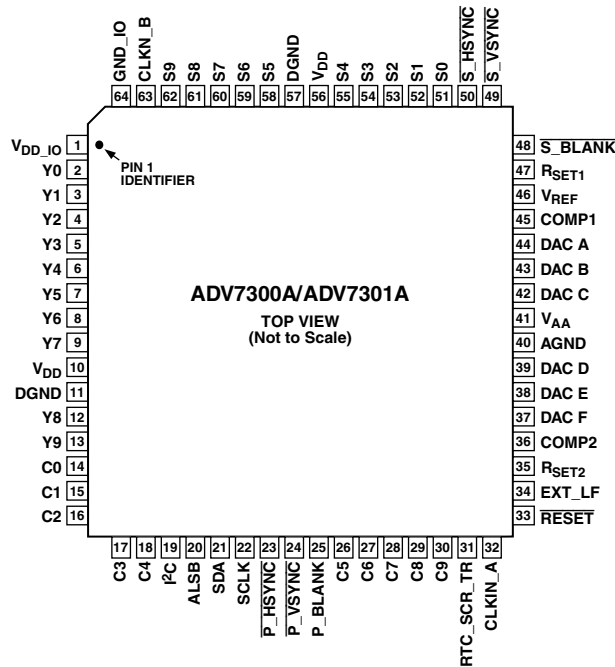 GND_IO
CLKN_B
S9
S8
S7
S6
S5
DGND
VDD
S4
S3
S2
S1
S0
S_HSYNC
S_VSYNC
64 63 62 61 60 59 58 57 56 55 54 53 52 51 50 49
VDD_IO 1
Y0 2
Y1 3
Y2 4
Y3 5
Y4 6
Y5 7
Y6 8
Y7 9
VDD 10
DGND 11
Y8 12
Y9 13
C0 14
C1 15
C2 16
PIN 1
IDENTIFIER
ADV7300A/ADV7301A
TOP VIEW
(Not to Scale)
48 S_BLANK
47 RSET1
46 VREF
45 COMP1
44 DAC A
43 DAC B
42 DAC C
41 VAA
40 AGND
39 DAC D
38 DAC E
37 DAC F
36 COMP2
35 RSET2
34 EXT_LF
33 RESET
17 18 19 20 21 22 23 24 25 26 27 28 29 30 31 32
C3
C4
I²C
ALSB
SDA
SCLK
P_HSYNC
P_VSYNC
P_BLANK
C5
C6
C7
C8
C9
RTC_SCR_TR
CLKIN_A